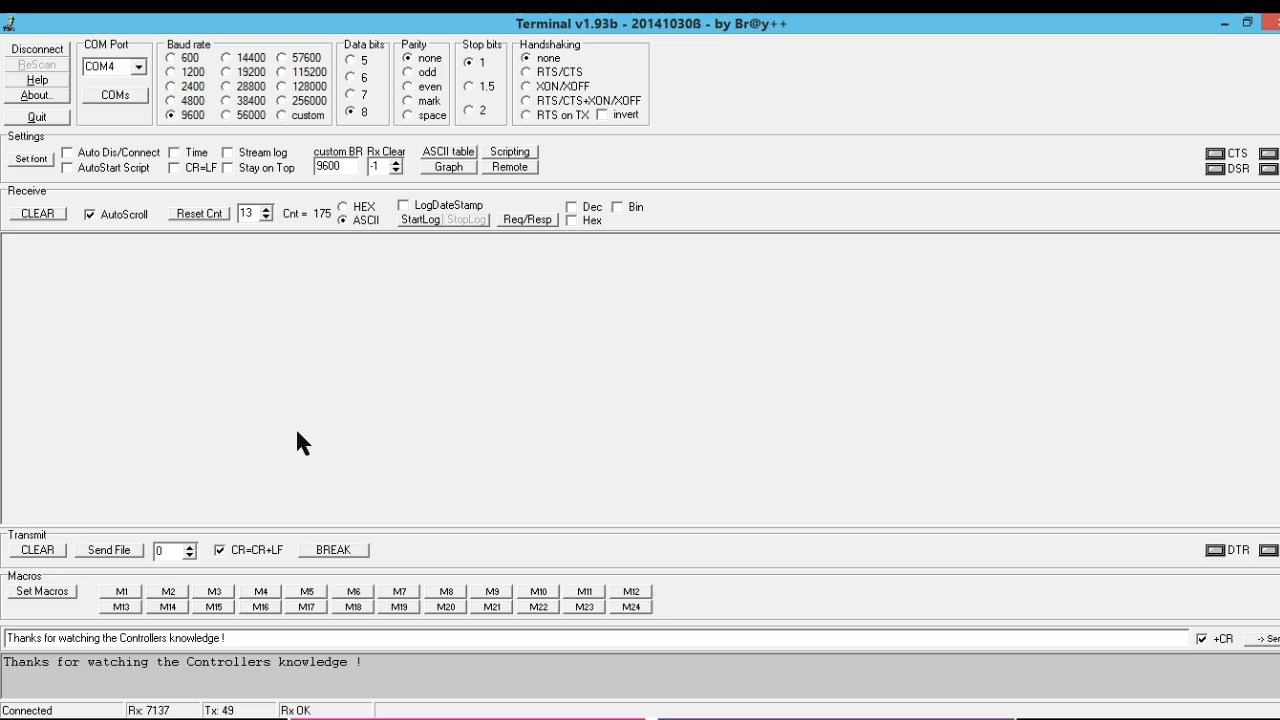 Terminal v1.93b - 20141030ß - by Br@y++
Disconnect
ReScan
Help
About..
Quit
COM Port
COM4
COMs
Baud rate
600 14400 57600
1200 19200 115200
2400 28800 128000
4800 38400 256000
9600 56000 custom
Data bits
5
6
7
8
Parity
none
odd
even
mark
space
Stop bits
1
1.5
2
Handshaking
none
RTS/CTS
XON/XOFF
RTS/CTS+XON/XOFF
RTS on TX invert
Settings
Set font
Auto Dis/Connect Time Stream log
AutoStart Script CR=LF Stay on Top
custom BR Rx Clear
9600 -1
ASCII table Scripting
Graph Remote
CTS
DSR
Receive
CLEAR AutoScroll Reset Cnt 13 Cnt = 175
HEX
ASCII
LogDateStamp
StartLog StopLog Req/Resp
Dec Bin
Hex
Transmit
CLEAR Send File 0 CR=CR+LF BREAK DTR
Macros
Set Macros M1 M2 M3 M4 M5 M6 M7 M8 M9 M10 M11 M12
M13 M14 M15 M16 M17 M18 M19 M20 M21 M22 M23 M24
Thanks for watching the Controllers knowledge ! +CR -> Sen
Thanks for watching the Controllers knowledge !
Connected Rx: 7137 Tx: 49 Rx OK